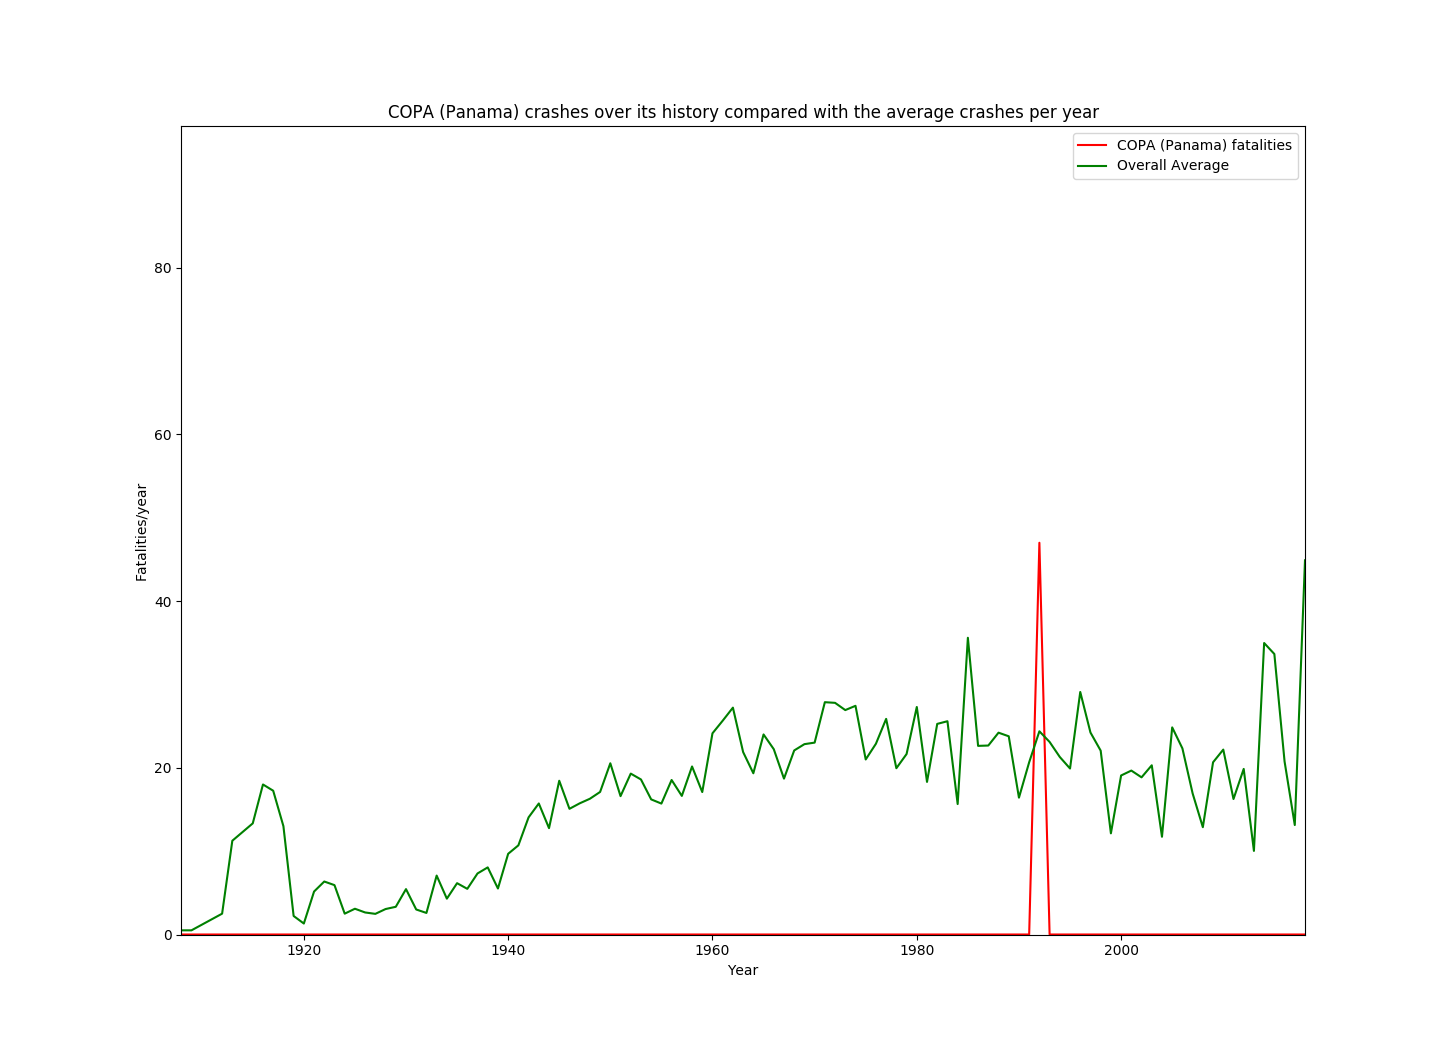 COPA (Panama) crashes over its history compared with the average crashes per year
COPA (Panama) fatalities
Overall Average
80
60
40
20
0
Fatalities/year
1920 1940 1960 1980 2000
Year